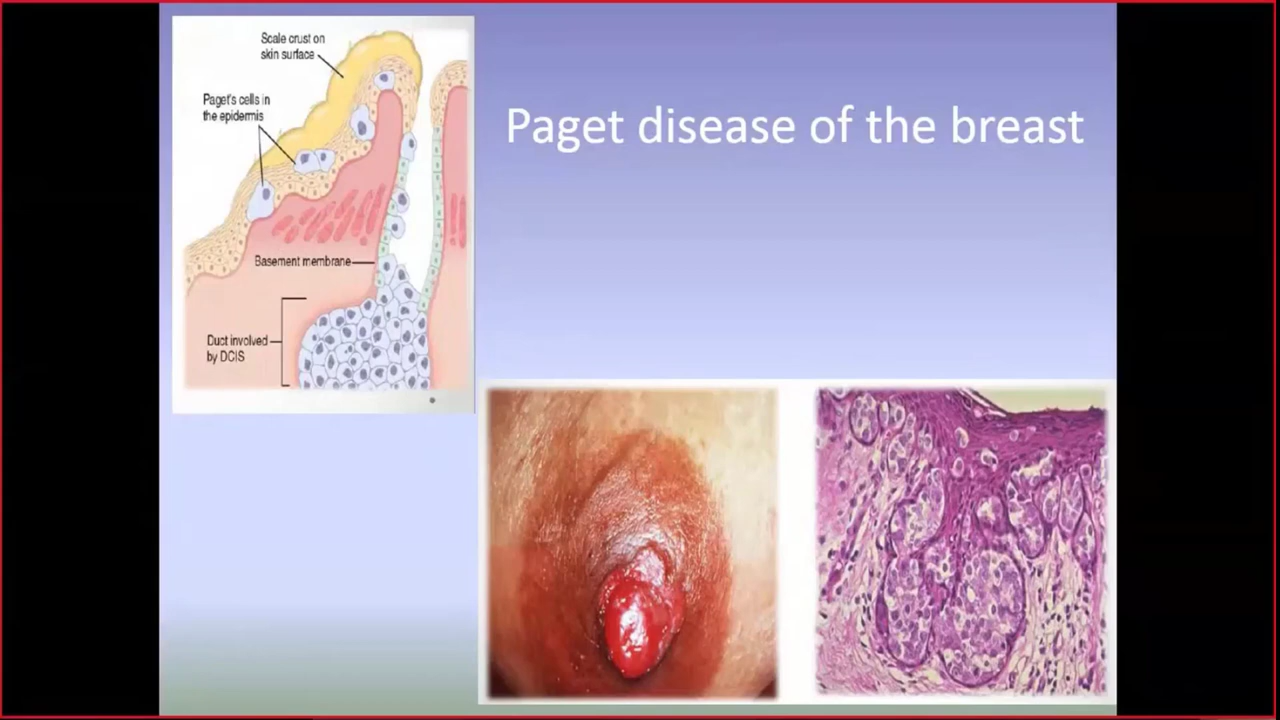 Scale crust on
skin surface
Paget's cells in
the epidermis
Basement membrane
Duct involved
by DCIS
Paget disease of the breast